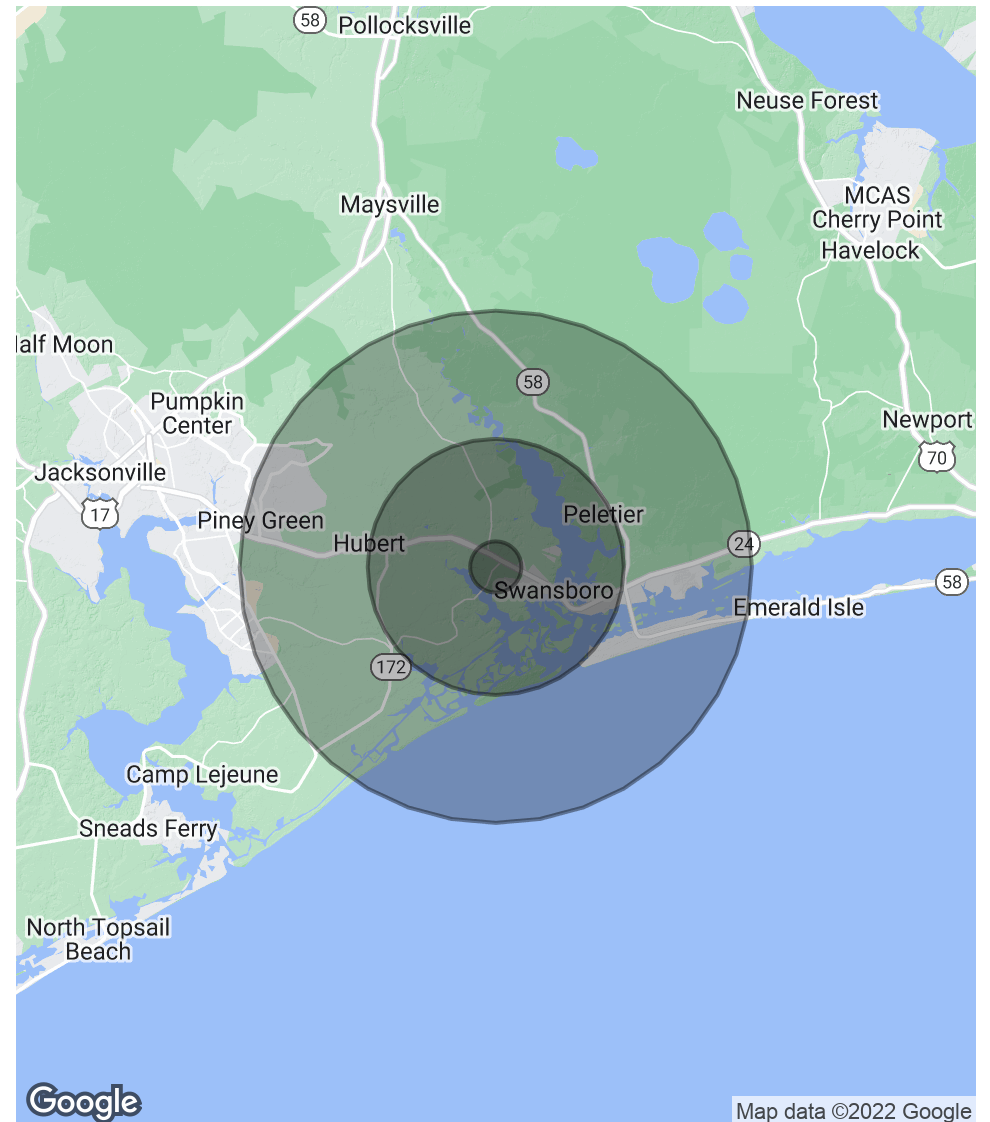 58
Pollocksville
Neuse Forest
MCAS
Cherry Point
Havelock
Maysville
alf Moon
58
Pumpkin
Center
Newport
70
Jacksonville
17
Piney Green
Peletier
Hubert
24
Swansboro
58
Emerald Isle
172
Camp Lejeune
Sneads Ferry
North Topsail
Beach
Google
Map data ©2022 Google